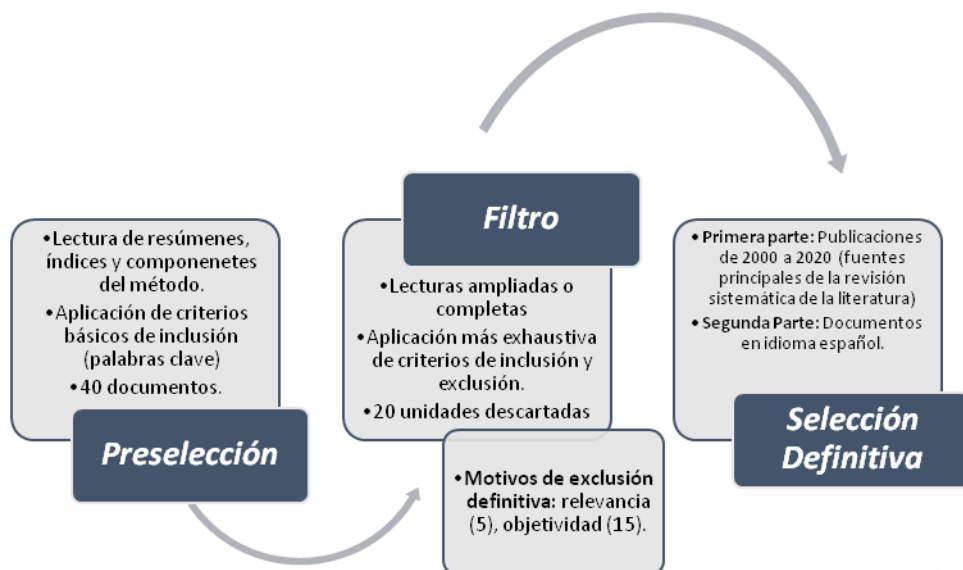 •Lectura de resúmenes,
índices y componenetes
del método.
•Aplicación de criterios
básicos de inclusión
(palabras clave)
•40 documentos.
Preselección
Filtro
•Lecturas ampliadas o
completas
•Aplicación más exhaustiva
de criterios de inclusión y
exclusión.
•20 unidades descartadas
•Motivos de exclusión
definitiva: relevancia
(5), objetividad (15).
•Primera parte: Publicaciones
de 2000 a 2020 (fuentes
principales de la revisión
sistemática de la literatura)
•Segunda Parte: Documentos
en idioma español.
Selección
Definitiva